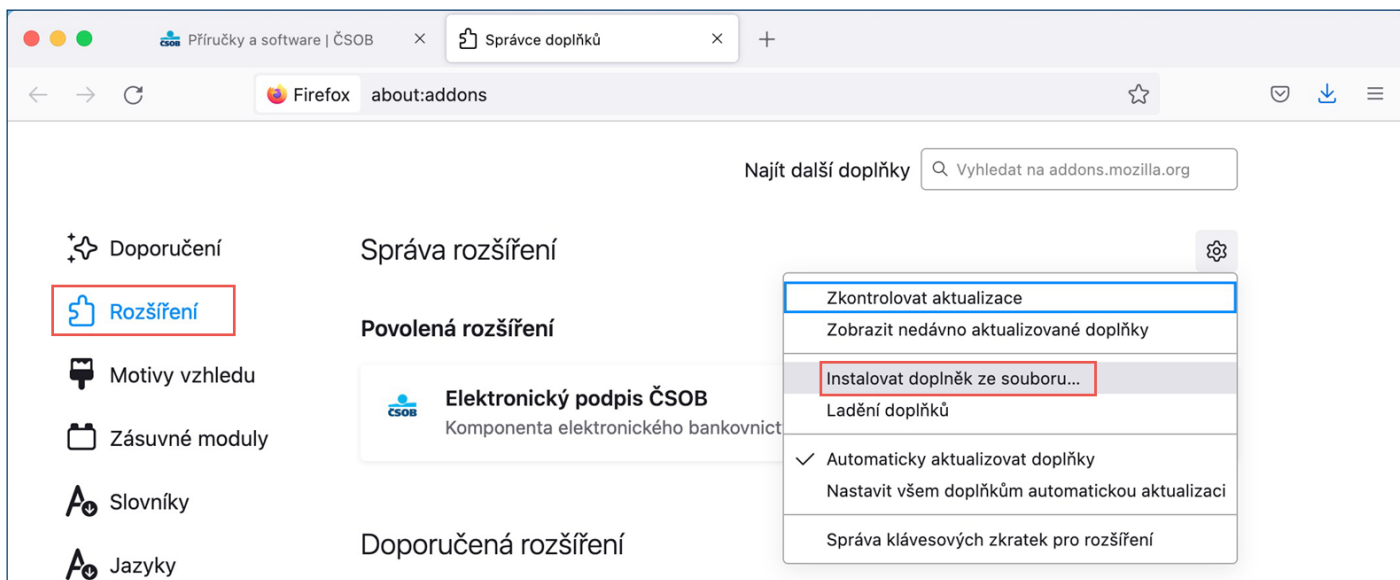 ČSOB Příručky a software | ČSOB
Správce doplňků
Firefox about:addons
Najít další doplňky Vyhledat na addons.mozilla.org
Doporučení
Správa rozšíření
Zkontrolovat aktualizace
Rozšíření
Povolená rozšíření
Zobrazit nedávno aktualizované doplňky
Motivy vzhledu
Instalovat doplněk ze souboru...
ČSOB
Elektronický podpis ČSOB
Ladění doplňků
Komponenta elektronického bankovnict
Zásuvné moduly
Automaticky aktualizovat doplňky
Nastavit všem doplňkům automatickou aktualizaci
Slovníky
Doporučená rozšíření
Správa klávesových zkratek pro rozšíření
Jazyky